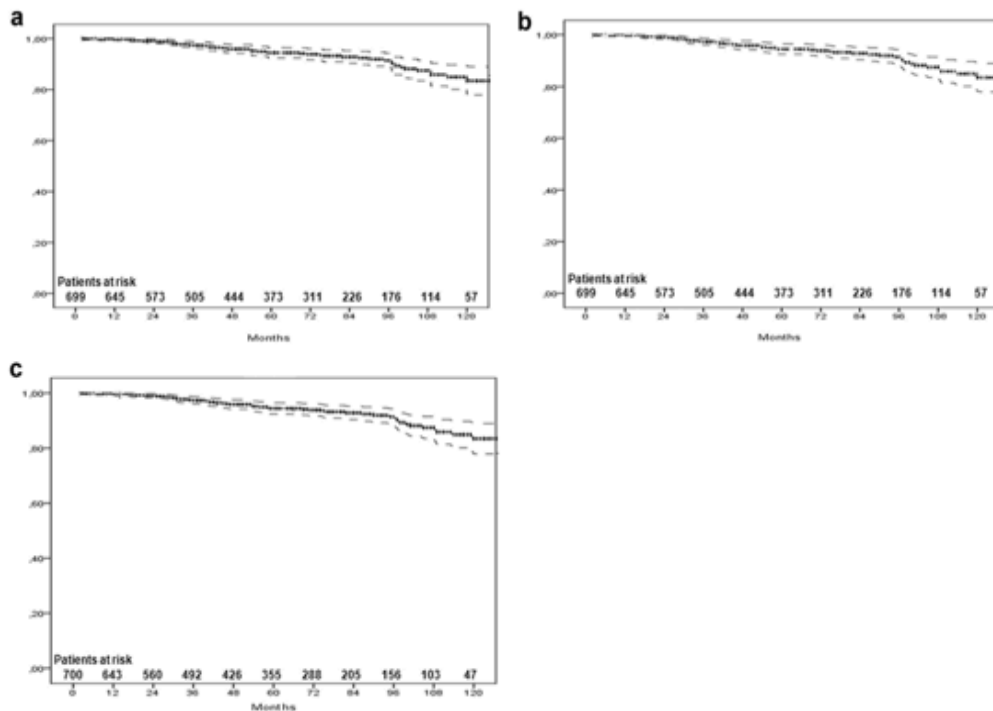 a
1,00
,80
,60
,40
,20
Patients at risk
,00
699 645 573 505 444 373 311 226 176 114 57
0 12 24 36 48 60 72 84 96 108 120
Months
b
1,00
,80
,60
,40
,20
Patients at risk
,00
699 645 573 505 444 373 311 226 176 114 57
0 12 24 36 48 60 72 84 96 108 120
Months
c
1,00
,80
,60
,40
,20
Patients at risk
,00
700 643 560 492 426 355 288 205 156 103 47
0 12 24 36 48 60 72 84 96 108 120
Months